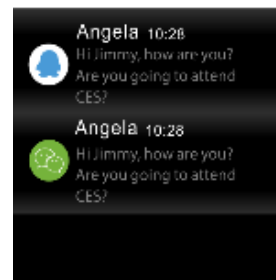 Angela 10:28
Hi Jimmy, how are you?
Are you going to attend
CES?
Angela 10:28
Hi Jimmy, how are you?
Are you going to attend
CES?